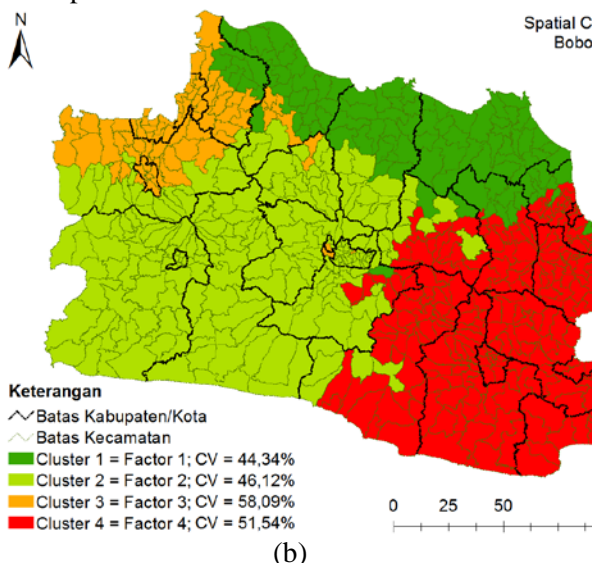 N
Spatial C
Bobo
Keterangan
Batas Kabupaten/Kota
Batas Kecamatan
Cluster 1 = Factor 1; CV = 44,34%
Cluster 2 = Factor 2; CV = 46,12%
Cluster 3 = Factor 3; CV = 58,09%
Cluster 4 = Factor 4; CV = 51,54%
0 25 50
(b)